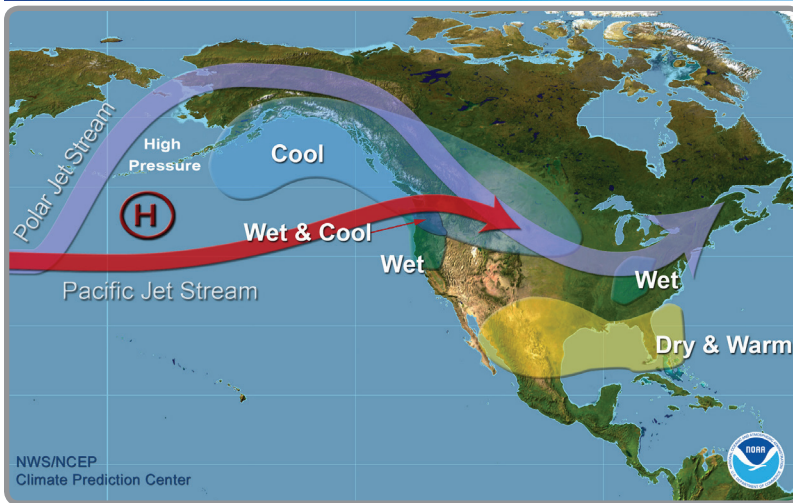 Polar Jet Stream
High
Pressure
Cool
H
Wet & Cool
Wet
Pacific Jet Stream
Wet
Dry & Warm
NWS/NCEP
Climate Prediction Center
NOAA